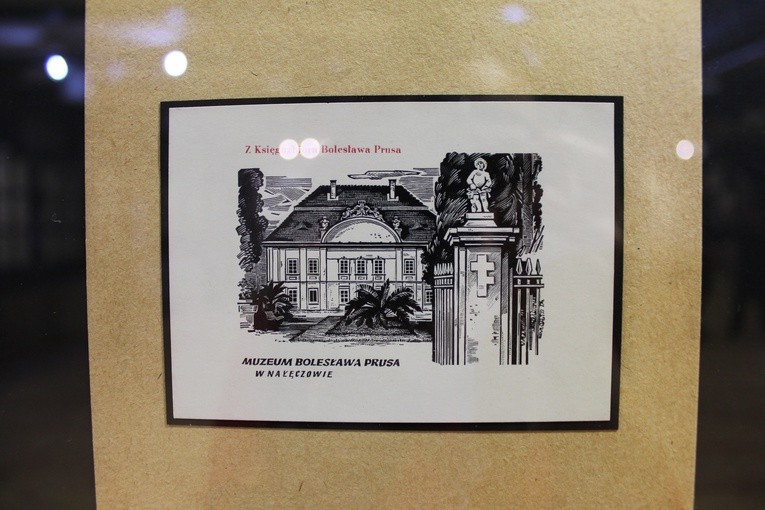 Z Bolesława Prusa
MUZEUM BOLESŁAWA PRUSA
W NAŁĘCZOWIE